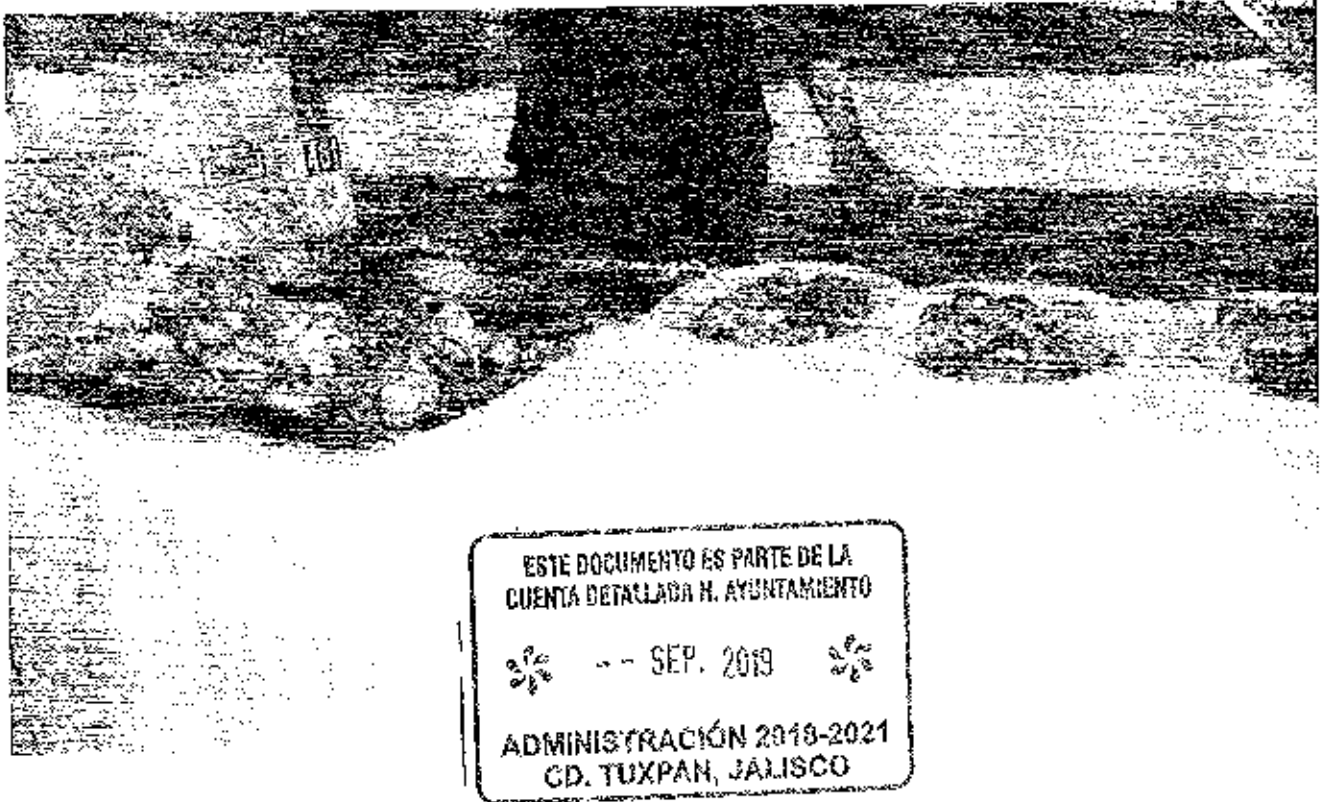 ESTE DOCUMENTO ES PARTE DE LA
CUENTA DETALLADA H. AYUNTAMIENTO
-- SEP. 2019
ADMINISTRACIÓN 2018-2021
CD. TUXPAN, JALISCO